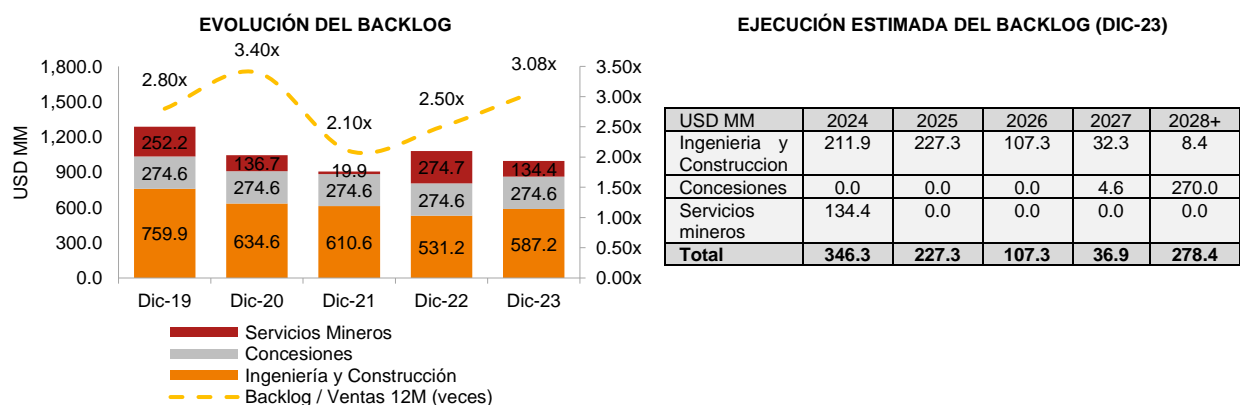 EVOLUCIÓN DEL BACKLOG
3.40x
1,800.0
1,500.0
1,200.0
900.0
600.0
300.0
0.0
USD MM
2.80x
2.10x
2.50x
3.08x
3.50x
3.00x
2.50x
2.00x
1.50x
1.00x
0.50x
0.00x
252.2
136.7
19.9
274.7
134.4
274.6
274.6
274.6
274.6
274.6
759.9
634.6
610.6
531.2
587.2
Dic-19 Dic-20 Dic-21 Dic-22 Dic-23
Servicios Mineros
Concesiones
Ingeniería y Construcción
Backlog / Ventas 12M (veces)
EJECUCIÓN ESTIMADA DEL BACKLOG (DIC-23)
USD MM 2024 2025 2026 2027 2028+
Ingenieria y 211.9 227.3 107.3 32.3 8.4
Construccion
Concesiones 0.0 0.0 0.0 4.6 270.0
Servicios 134.4 0.0 0.0 0.0 0.0
mineros
Total 346.3 227.3 107.3 36.9 278.4